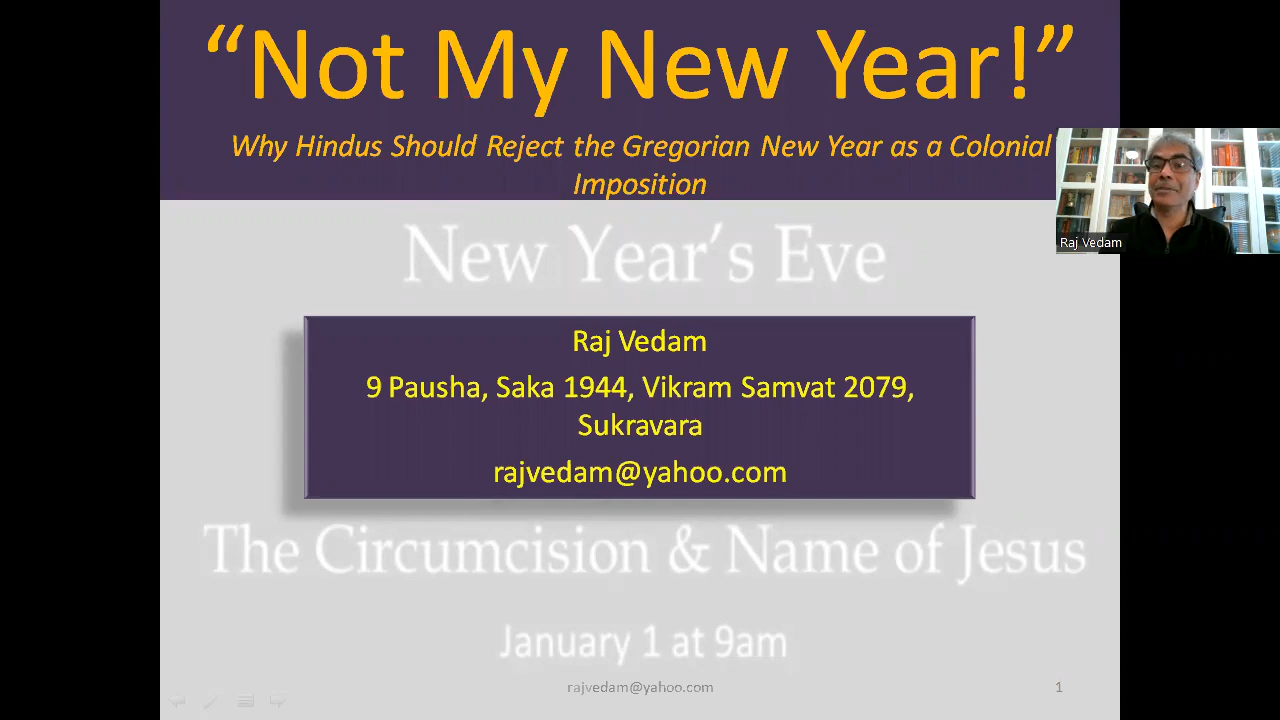 “Not My New Year!”
Why Hindus Should Reject the Gregorian New Year as a Colonial
Imposition
Raj Vedam
New Year’s Eve
Raj Vedam
9 Pausha, Saka 1944, Vikram Samvat 2079,
Sukravara
rajvedam@yahoo.com
The Circumcision & Name of Jesus
January 1 at 9am
rajvedam@yahoo.com
1